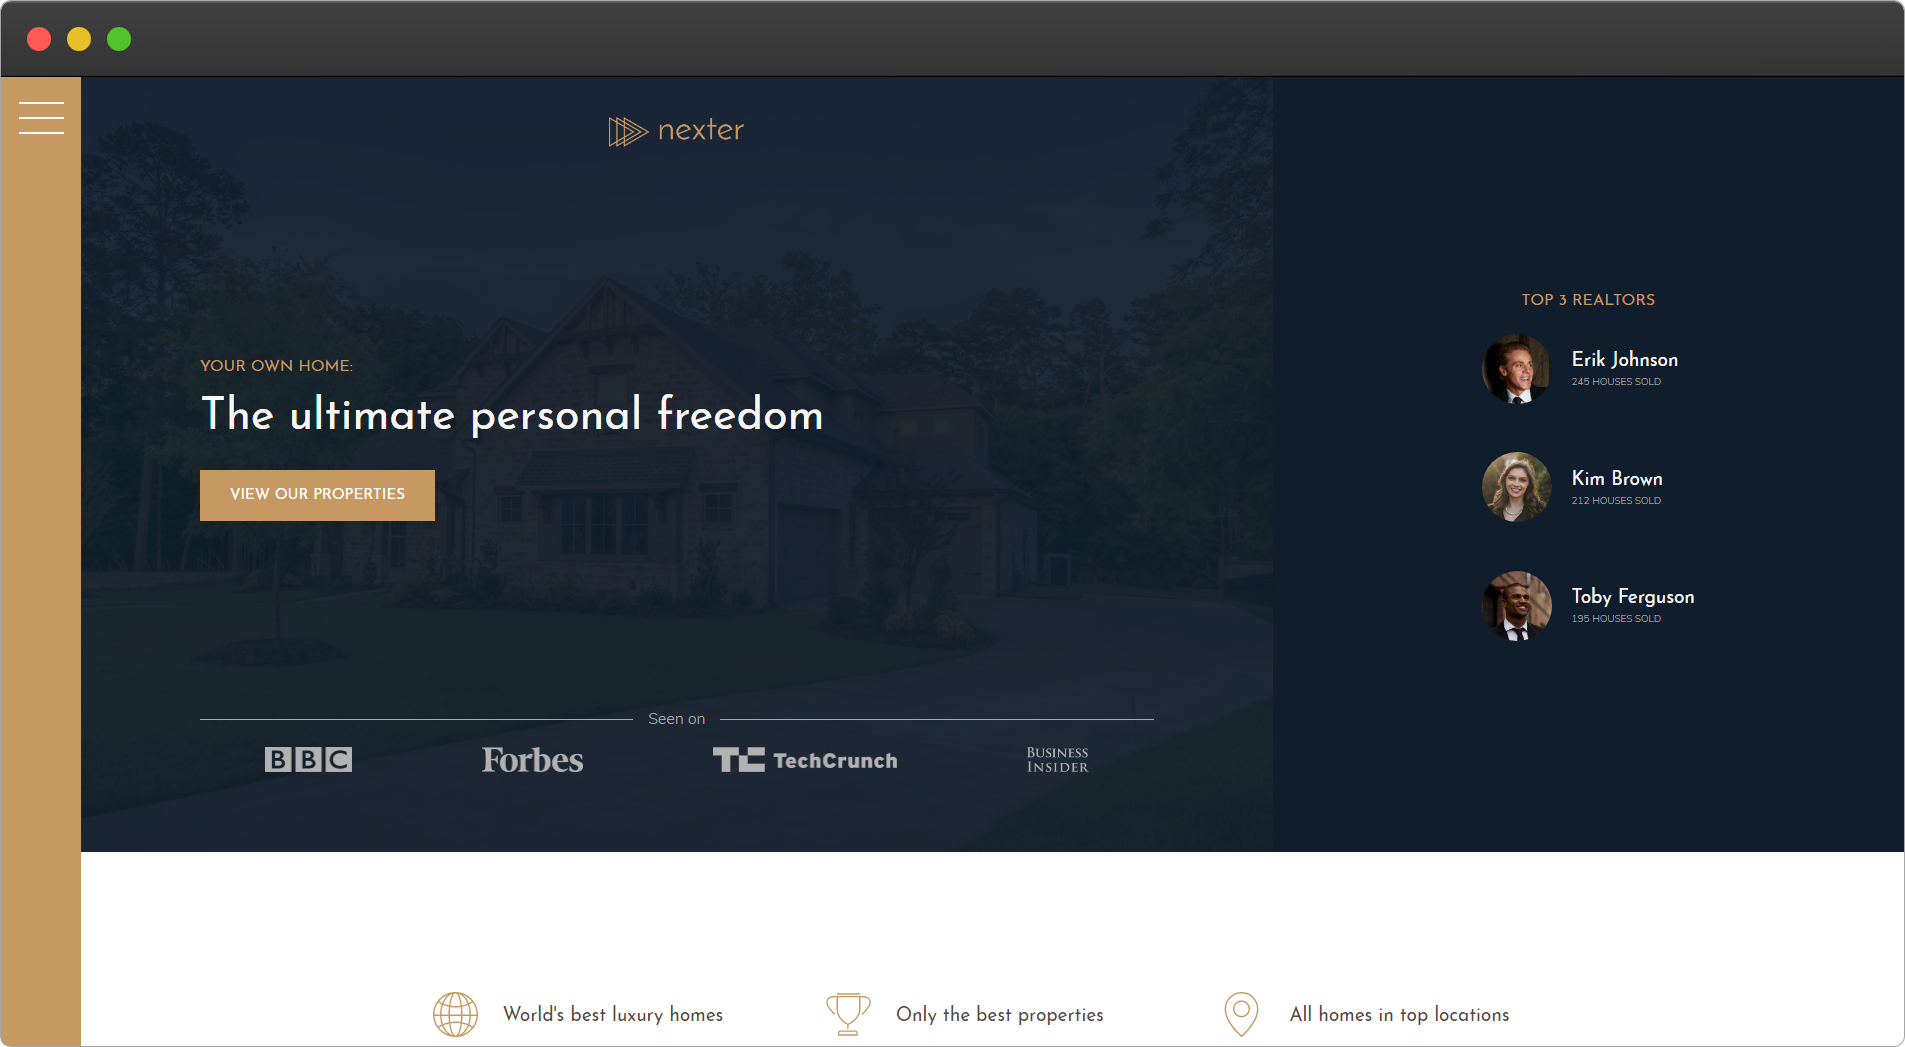 nexter
YOUR OWN HOME:
The ultimate personal freedom
VIEW OUR PROPERTIES
Seen on
BBC
Forbes
TC TechCrunch
BUSINESS
INSIDER
TOP 3 REALTORS
Erik Johnson
245 HOUSES SOLD
Kim Brown
212 HOUSES SOLD
Toby Ferguson
195 HOUSES SOLD
World's best luxury homes
Only the best properties
All homes in top locations